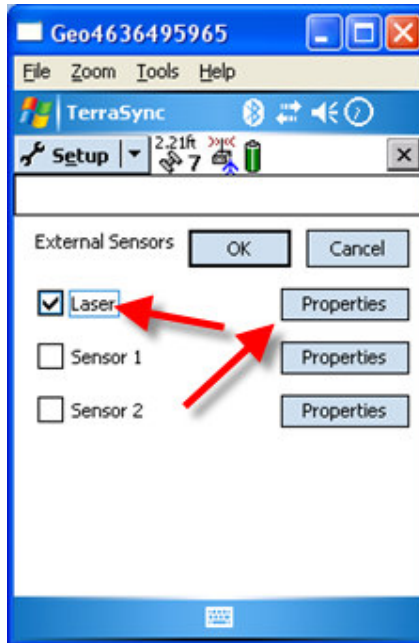 Geo4636495965
File Zoom Tools Help
TerraSync
Setup 2.21ft 7
External Sensors OK Cancel
Laser Properties
Sensor 1 Properties
Sensor 2 Properties